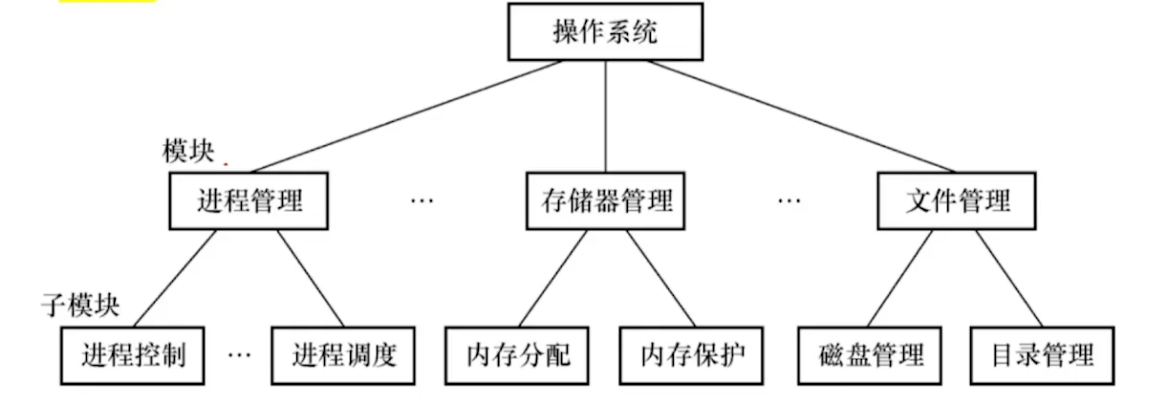 操作系统
模块
进程管理 … 存储器管理 … 文件管理
子模块
进程控制 … 进程调度 内存分配 内存保护 磁盘管理 目录管理